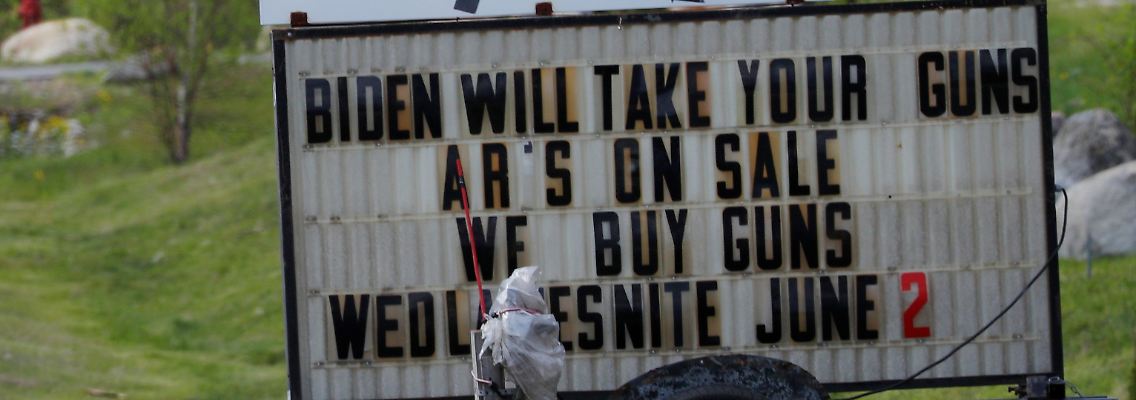 BIDEN WILL TAKE YOUR GUNS
AR'S ON SALE
WE BUY GUNS
JUNE 2